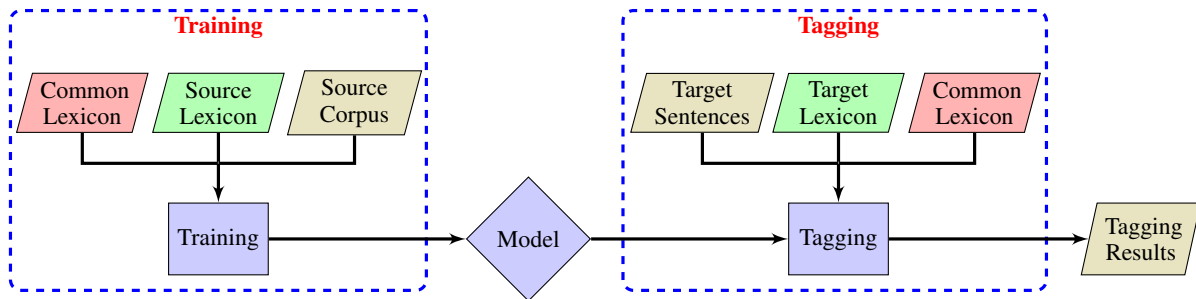 Training
Tagging
Common
Lexicon
Source
Lexicon
Source
Corpus
Target
Sentences
Target
Lexicon
Common
Lexicon
Training
Model
Tagging
Tagging
Results